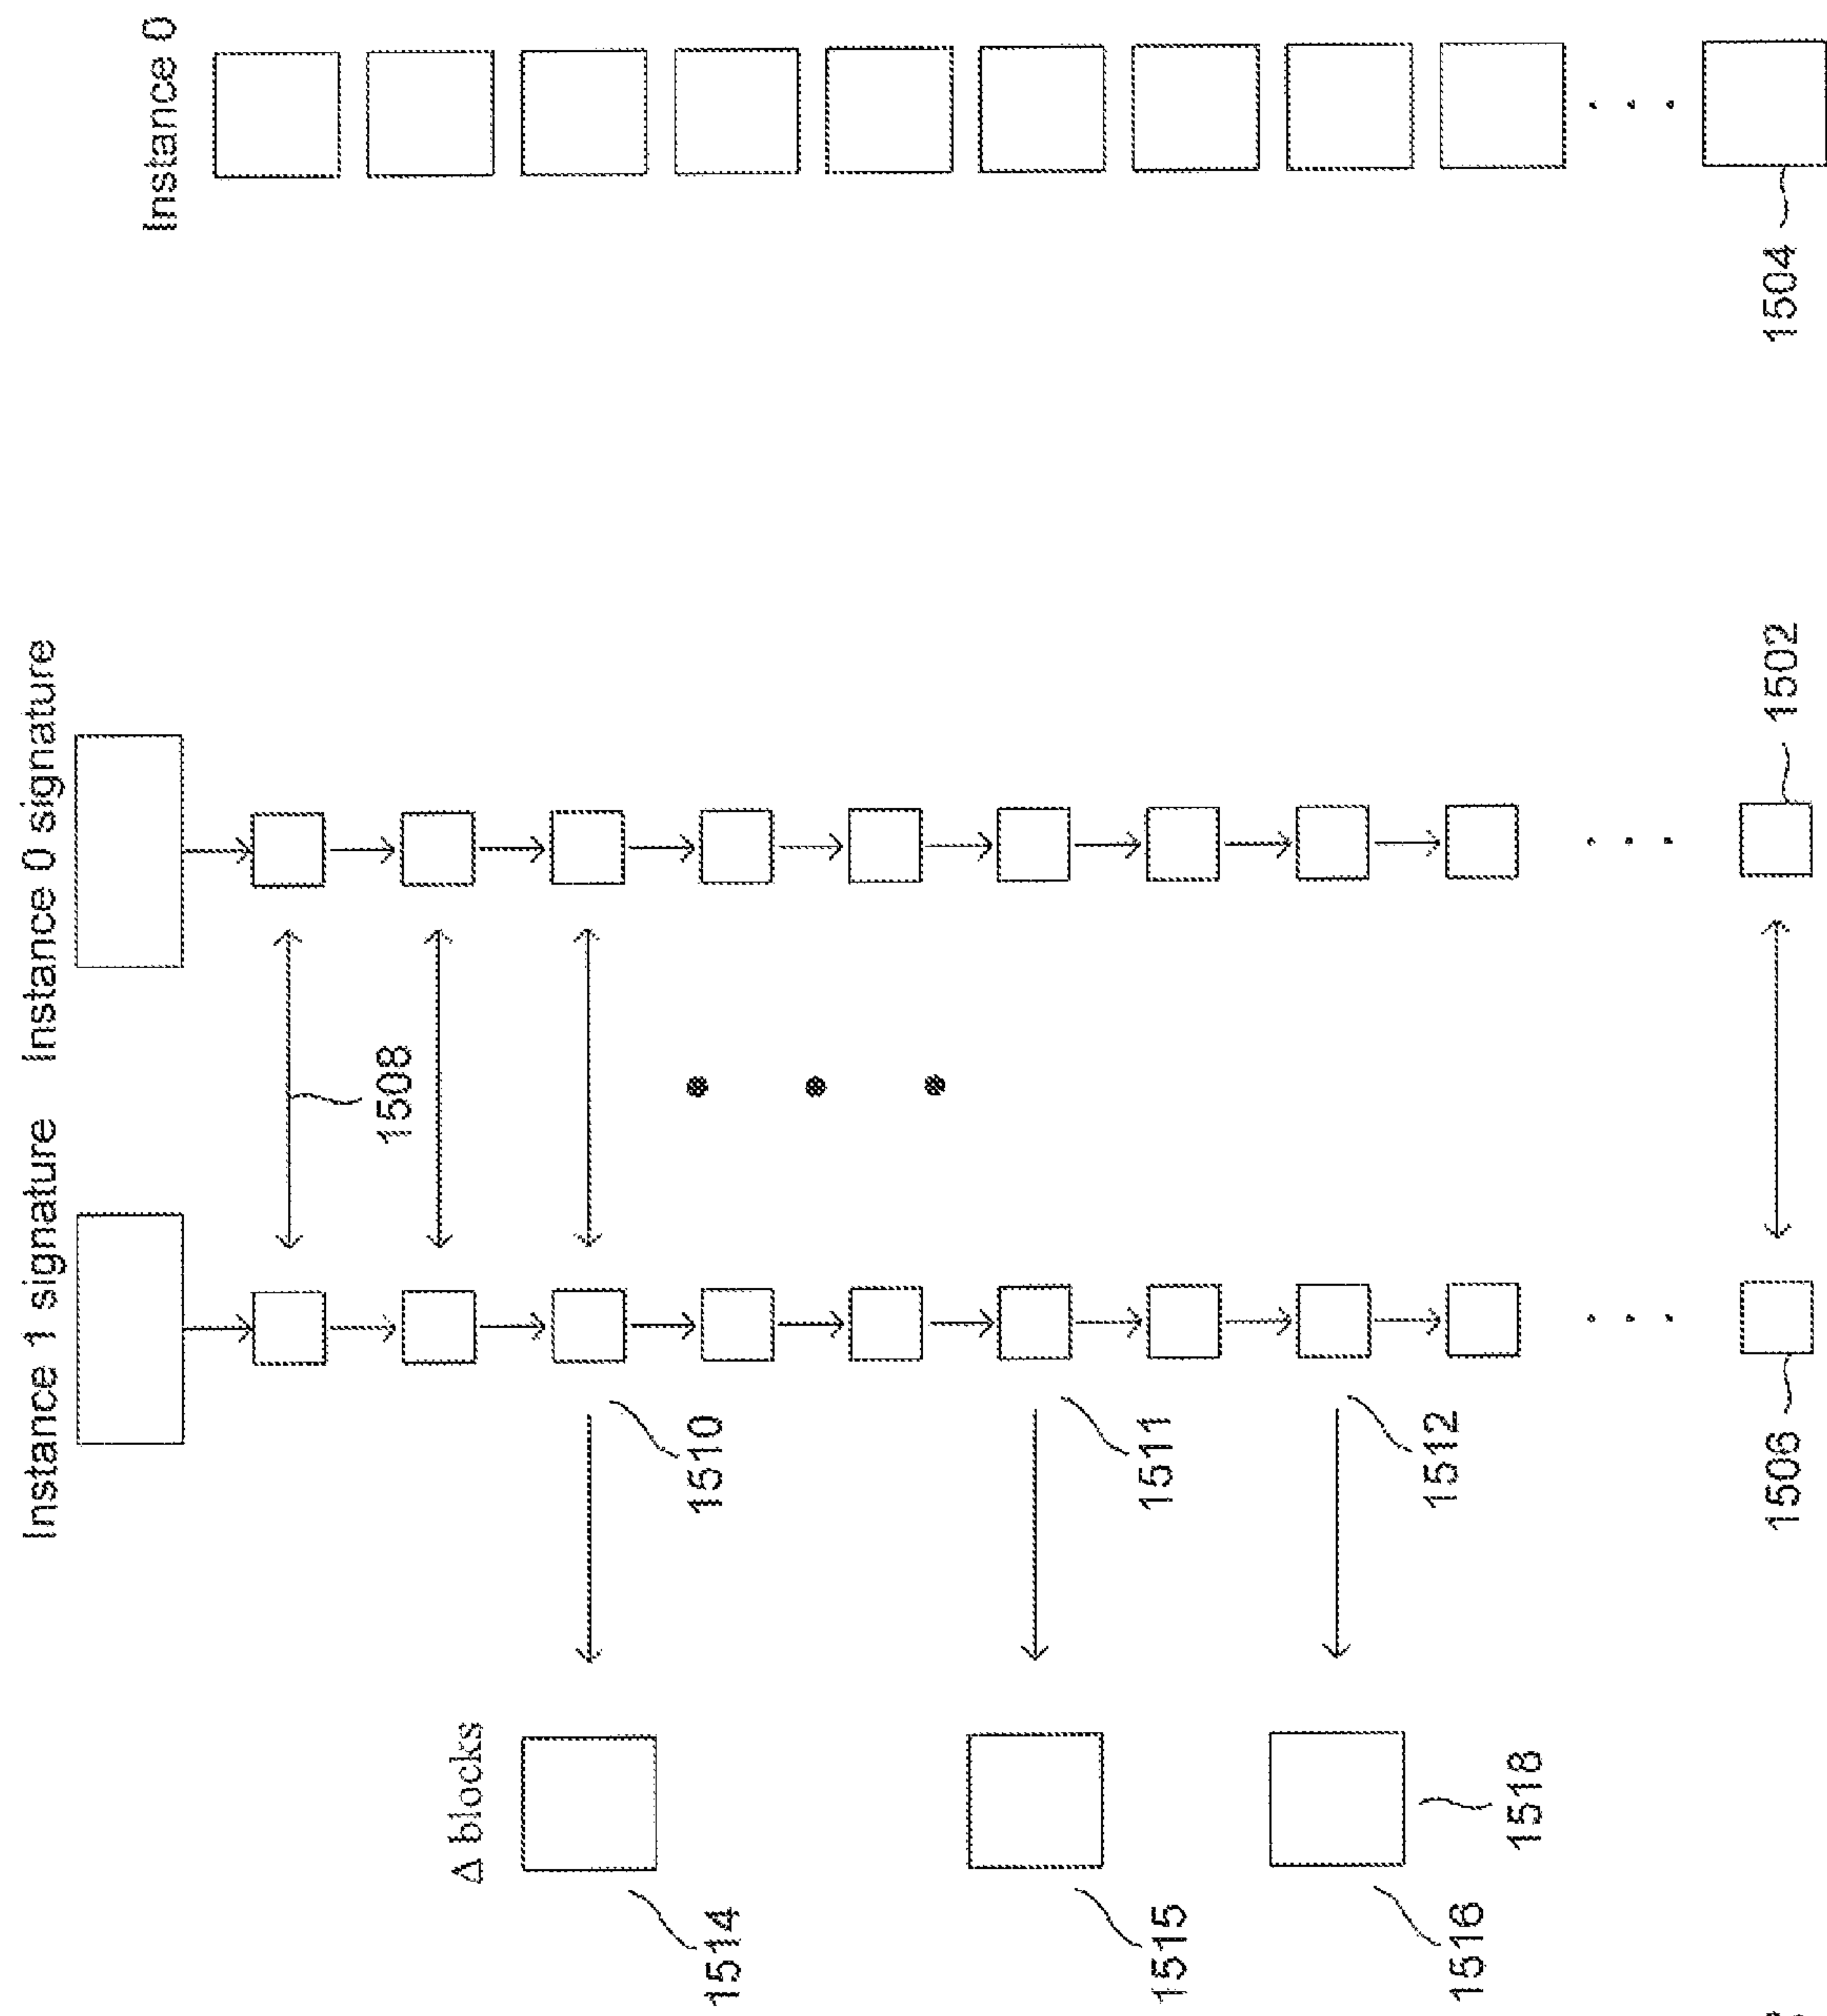 Instance 0
1504
Instance 0 signature
1502
1508
Instance 1 signature
1510
1511
1512
1506
Δ blocks
1518
1514
1515
1516